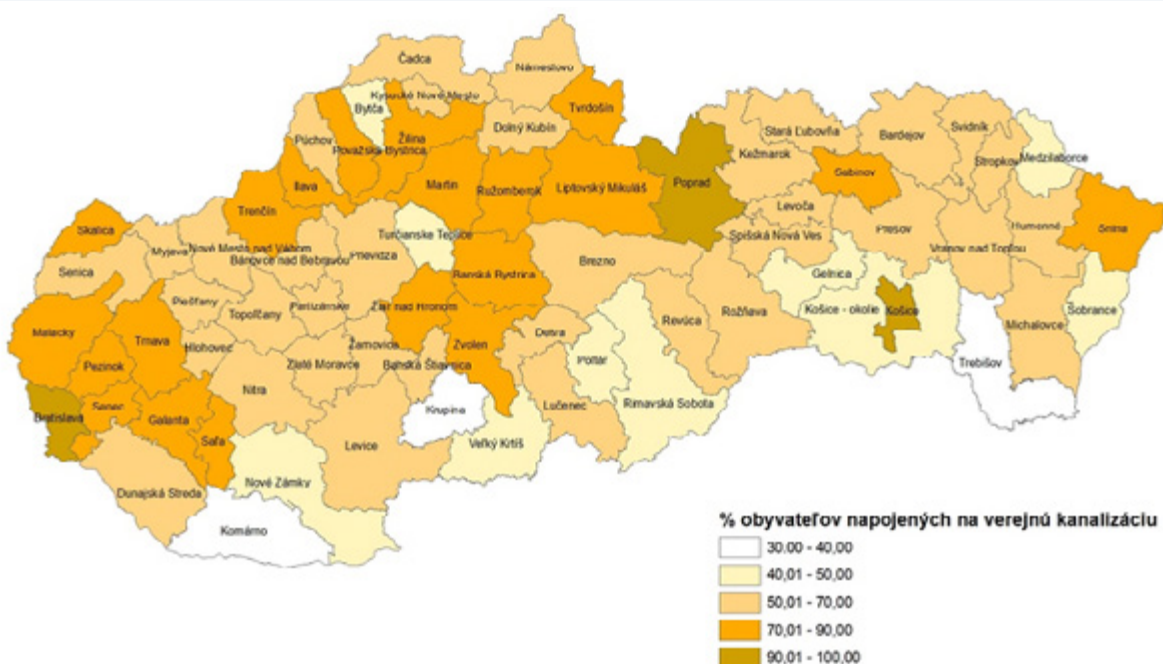 Čadca
Námestovo
Kysucké Nové Mesto
Bytča
Tvrdošín
Púchov
Žilina
Dolný Kubín
Považská Bystrica
Stará Ľubovňa
Bardejov
Svidník
Stropkov
Medzilaborce
Kežmarok
Ilava
Martin
Ružomberok
Liptovský Mikuláš
Poprad
Sabinov
Trenčín
Levoča
Skalica
Turčianske Teplice
Prešov
Humenné
Snina
Myjava
Nové Mesto nad Váhom
Spišská Nová Ves
Vranov nad Topľou
Bánovce nad Bebravou
Prievidza
Brezno
Senica
Banská Bystrica
Gelnica
Piešťany
Partizánske
Žiar nad Hronom
Topoľčany
Košice - okolie
Košice
Sobrance
Rožňava
Revúca
Michalovce
Malacky
Trnava
Detva
Zvolen
Hlohovec
Žarnovica
Poltár
Trebišov
Pezinok
Zlaté Moravce
Banská Štiavnica
Nitra
Rimavská Sobota
Lučenec
Krupina
Senec
Bratislava
Galanta
Šaľa
Levice
Veľký Krtíš
Nové Zámky
Dunajská Streda
Komárno
% obyvateľov napojených na verejnú kanalizáciu
30.00 - 40,00
40,01 - 50,00
50,01 - 70,00
70,01 - 90,00
90,01 - 100,00